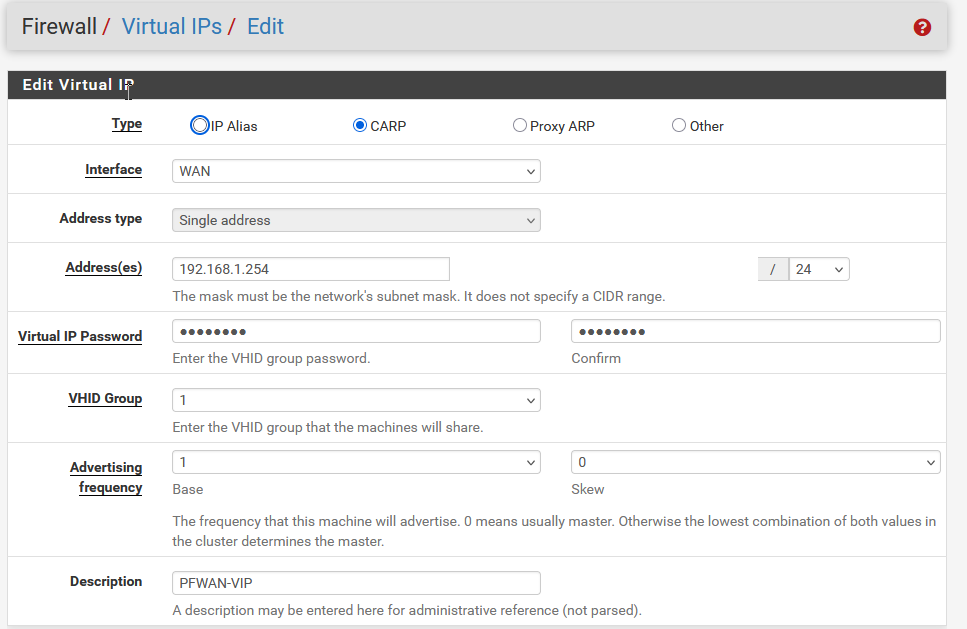 Firewall / Virtual IPs / Edit
?
Edit Virtual IP
Type IP Alias CARP Proxy ARP Other
Interface WAN
Address type Single address
Address(es) 192.168.1.254 / 24
The mask must be the network's subnet mask. It does not specify a CIDR range.
Virtual IP Password •••••••• ••••••••
Enter the VHID group password. Confirm
VHID Group 1
Enter the VHID group that the machines will share.
Advertising 1 0
frequency Base Skew
The frequency that this machine will advertise. 0 means usually master. Otherwise the lowest combination of both values in
the cluster determines the master.
Description PFWAN-VIP
A description may be entered here for administrative reference (not parsed).